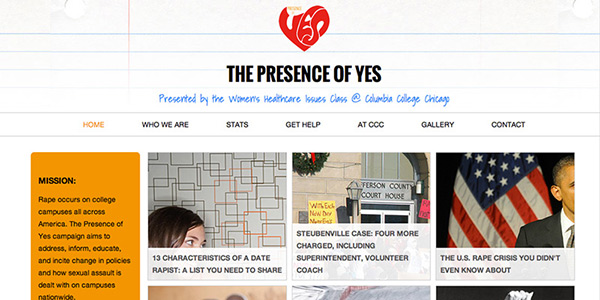 PRESENCE
YES
THE PRESENCE OF YES
Presented by the Women's Healthcare Issues Class @ Columbia College Chicago
HOME WHO WE ARE STATS GET HELP AT CCC GALLERY CONTACT
MISSION:
Rape occurs on college
campuses all across
America. The Presence of
Yes campaign aims to
address, inform, educate,
and incite change in policies
and how sexual assault is
dealt with on campuses
nationwide.
13 CHARACTERISTICS OF A DATE
RAPIST: A LIST YOU NEED TO SHARE
FERSON COUNTY
COURT HOUSE
STEUBENVILLE CASE: FOUR MORE
CHARGED, INCLUDING
SUPERINTENDENT, VOLUNTEER
COACH
THE U.S. RAPE CRISIS YOU DIDN'T
EVEN KNOW ABOUT